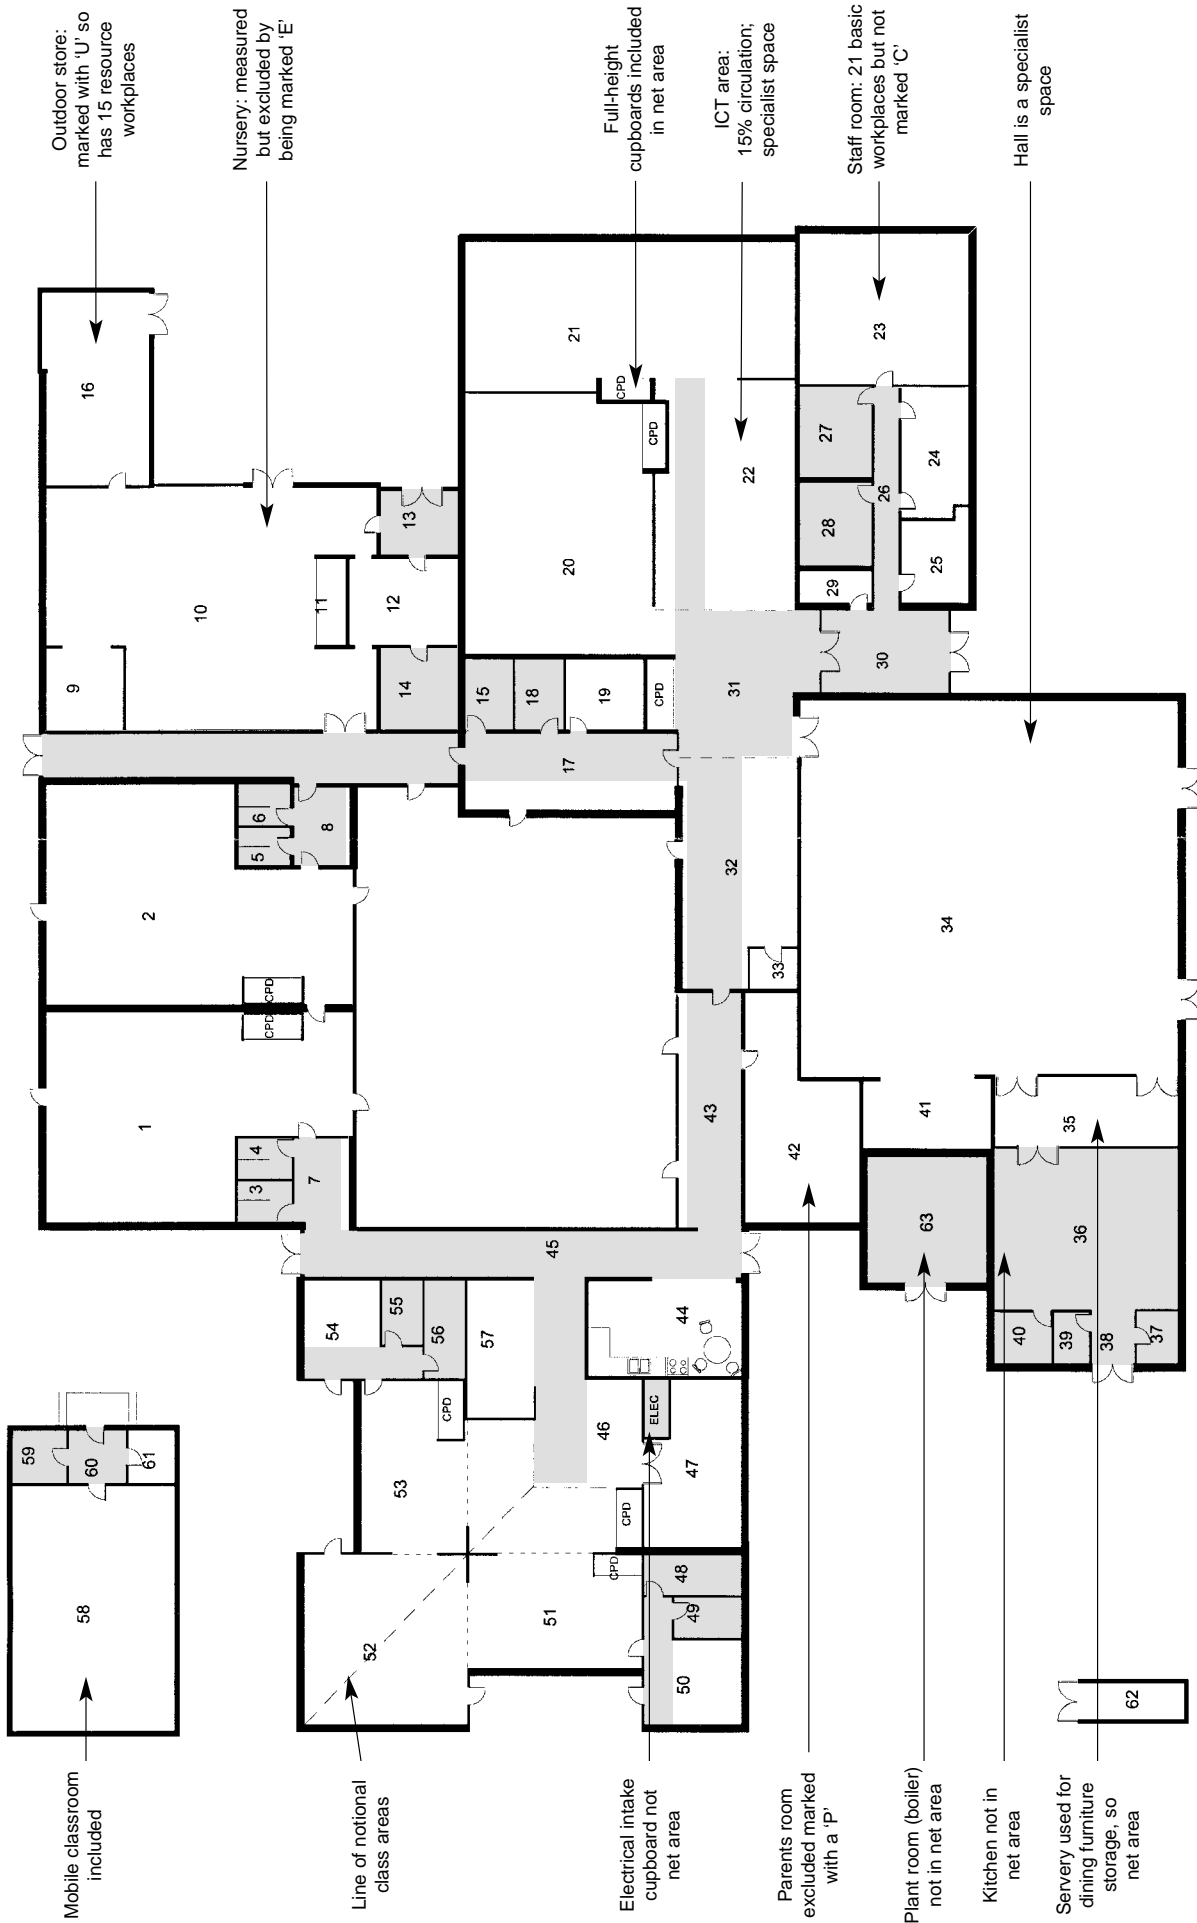 Mobile classroom
included
Line of notional
class areas
Electrical intake
cupboard not
net area
Parents room
excluded marked
with a ‘P’
Plant room (boiler)
not in net area
Kitchen not in
net area
Servery used for
dining furniture
storage, so
net area
58
59
60
61
52
53
CPD
54
55
56
57
51
CPD
CPD
46
44
45
ELEC
47
48
49
50
62
1
CPD
3
4
7
2
CPD
5
6
8
43
42
63
41
36
40
39
38
37
35
34
33
32
31
30
17
15
18
19
CPD
9
10
11
12
13
14
16
20
CPD
CPD
21
22
29
28
27
26
25
24
23
Outdoor store:
marked with ‘U’ so
has 15 resource
workplaces
Nursery: measured
but excluded by
being marked ‘E’
Full-height
cupboards included
in net area
ICT area:
15% circulation;
specialist space
Staff room: 21 basic
workplaces but not
marked ‘C’
Hall is a specialist
space